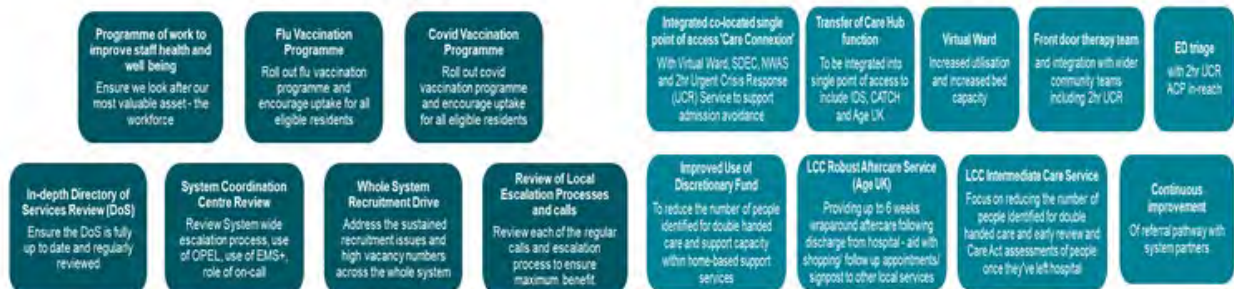 Programme of work to
improve staff health and
well being
Ensure we look after our
most valuable asset - the
workforce
Flu Vaccination
Programme
Roll out flu vaccination
programme and
encourage uptake for all
eligible residents
Covid Vaccination
Programme
Roll out covid
vaccination programme
and encourage uptake
for all eligible residents
Integrated co-located single
point of access 'Care Connexion'
With Virtual Ward, SDEC, NWAS
and 2hr Urgent Crisis Response
(UCR) Service to support
admission avoidance
Transfer of Care Hub
function
To be integrated into
single point of access to
include IDS, CATCH
and Age UK
Virtual Ward
Increased utilisation
and increased bed
capacity
Front door therapy team
and integration with wider
community teams
including 2hr UCR
ED triage
with 2hr UCR
ACP in-reach
In-depth Directory of
Services Review (DoS)
Ensure the DoS is fully
up to date and regularly
reviewed
System Coordination
Centre Review
Review System wide
escalation process, use
of OPEL, use of EMS+,
role of on-call
Whole System
Recruitment Drive
Address the sustained
recruitment issues and
high vacancy numbers
across the whole system
Review of Local
Escalation Processes
and calls
Review each of the regular
calls and escalation
process to ensure
maximum benefit.
Improved Use of
Discretionary Fund
To reduce the number of people
identified for double handed
care and support capacity
within home-based support
services
LCC Robust Aftercare Service
(Age UK)
Providing up to 6 weeks
wraparound aftercare following
discharge from hospital - aid with
shopping/ follow up appointments/
signpost to other local services
LCC Intermediate Care Service
Focus on reducing the number of
people identified for double
handed care and early review and
Care Act assessments of people
once they've left hospital
Continuous
improvement
Of referral pathway with
system partners